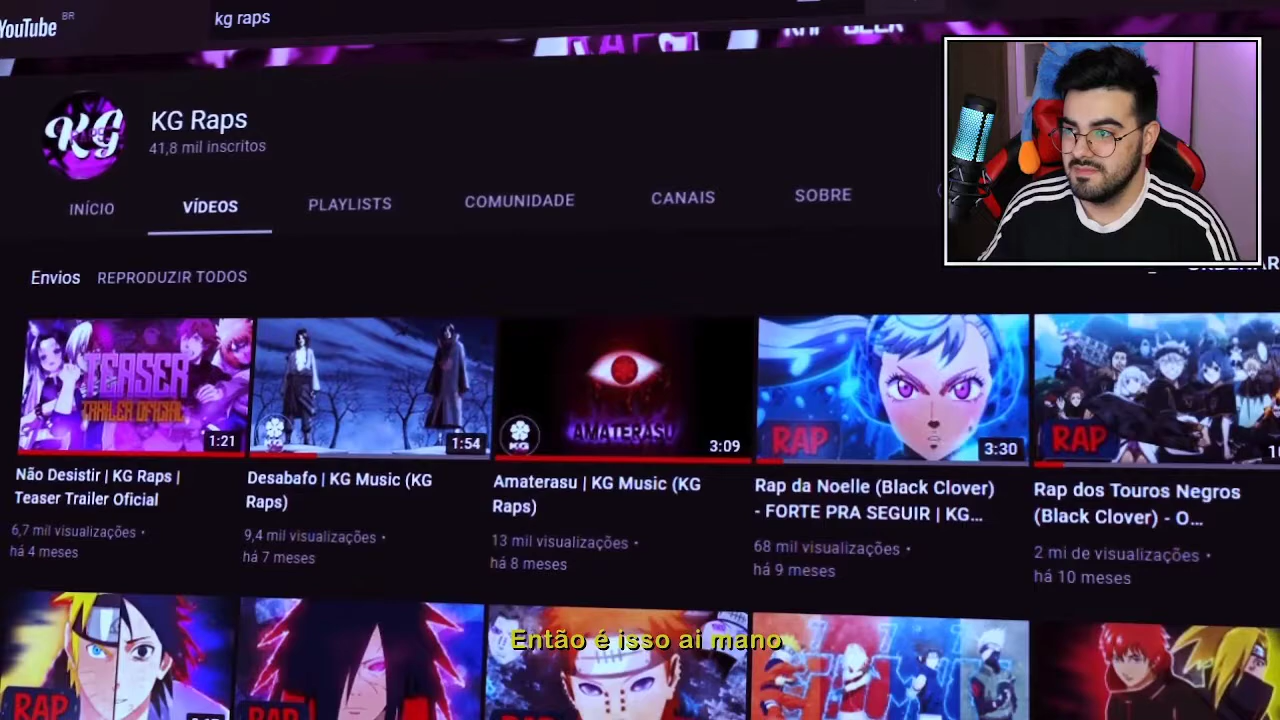 YouTube BR
kg raps
RAP
KG
KG Raps
41,8 mil inscritos
INÍCIO
VÍDEOS
PLAYLISTS
COMUNIDADE
CANAIS
SOBRE
Envios
REPRODUZIR TODOS
TEASER
TRAILER OFICIAL
1:21
1:54
AMATERASU
KG
3:09
RAP
3:30
RAP
Não Desistir | KG Raps |
Teaser Trailer Oficial
6,7 mil visualizações •
há 4 meses
Desabafo | KG Music (KG
Raps)
9,4 mil visualizações •
há 7 meses
Amaterasu | KG Music (KG
Raps)
13 mil visualizações •
há 8 meses
Rap da Noelle (Black Clover)
- FORTE PRA SEGUIR | KG...
68 mil visualizações •
há 9 meses
Rap dos Touros Negros
(Black Clover) - O...
2 mi de visualizações •
há 10 meses
RAP
Então é isso ai mano